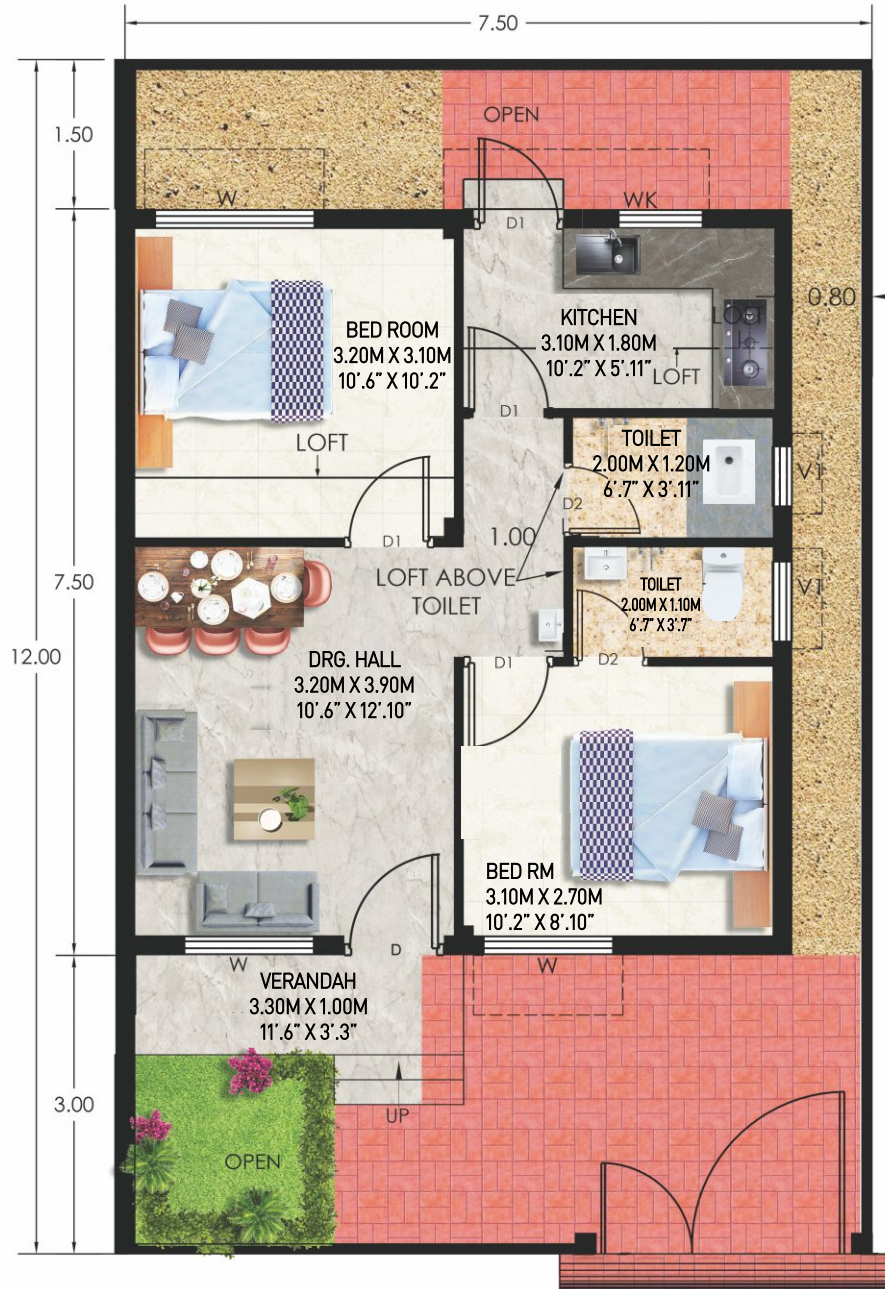 7.50
1.50
OPEN
W
WK
D1
0.80
BED ROOM
3.20M X 3.10M
10'.6" X 10'.2"
KITCHEN
3.10M X 1.80M
10'.2" X 5'.11"
LOFT
LOFT
D1
LOFT
TOILET
2.00M X 1.20M
6'.7" X 3'.11"
V1
D2
D1
1.00
LOFT ABOVE
TOILET
7.50
12.00
TOILET
2.00M X 1.10M
6'.7" X 3'.7"
V1
D1
D2
DRG. HALL
3.20M X 3.90M
10'.6" X 12'.10"
BED RM
3.10M X 2.70M
10'.2" X 8'.10"
W
D
W
VERANDAH
3.30M X 1.00M
11'.6" X 3'.3"
3.00
UP
OPEN